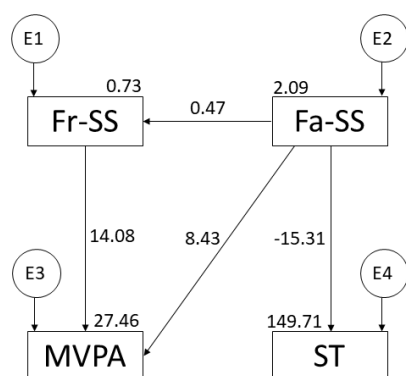 E1
E2
0.73
2.09
Fr-SS
0.47
Fa-SS
14.08
8.43
-15.31
E3
E4
27.46
149.71
MVPA
ST